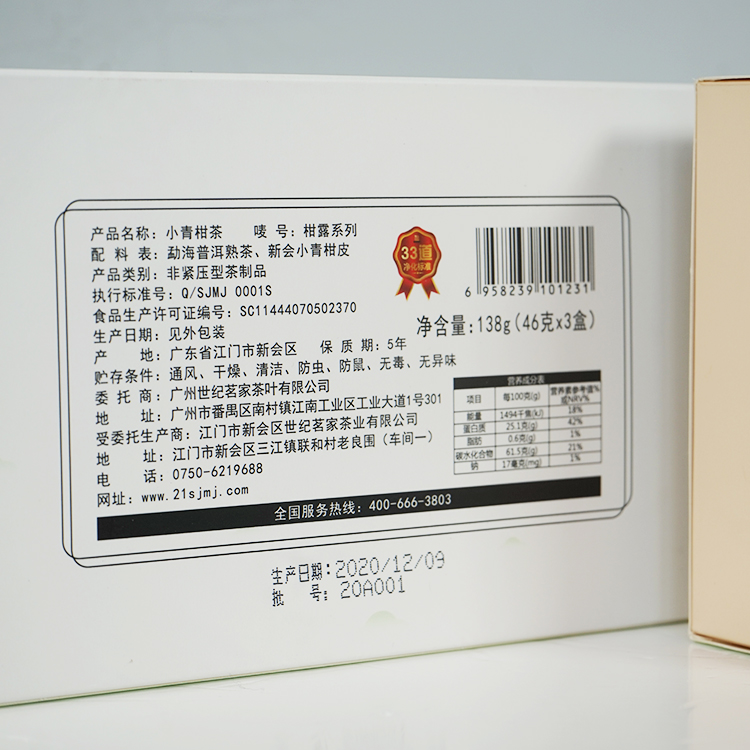 产品名称: 小青柑茶 唛 号: 柑露系列
配 料 表: 勐海普洱熟茶、新会小青柑皮
产品类别: 非紧压型茶制品
执行标准号: Q/SJMJ 0001S
食品生产许可证编号: SC11444070502370
生产日期: 见外包装
产 地: 广东省江门市新会区 保 质 期: 5年
贮存条件: 通风、干燥、清洁、防虫、防鼠、无毒、无异味
委 托 商: 广州世纪茗家茶叶有限公司
地 址: 广州市番禺区南村镇江南工业区工业大道1号301
受委托生产商: 江门市新会区世纪茗家茶业有限公司
地 址: 江门市新会区三江镇联和村老良围（车间一）
电 话: 0750-6219688
网址: www.21sjmj.com
33道
净化标准
6 958239 101231
净含量: 138g（46克x3盒）
营养成分表
项目 每100克(g) 营养素参考值%或NRV%
能量 1494千焦(kJ) 18%
蛋白质 25.1克(g) 42%
脂肪 0.6克(g) 1%
碳水化合物 61.5克(g) 21%
钠 17毫克(mg) 1%
全国服务热线: 400-666-3803
生产日期: 2020/12/09
批 号: 20A001